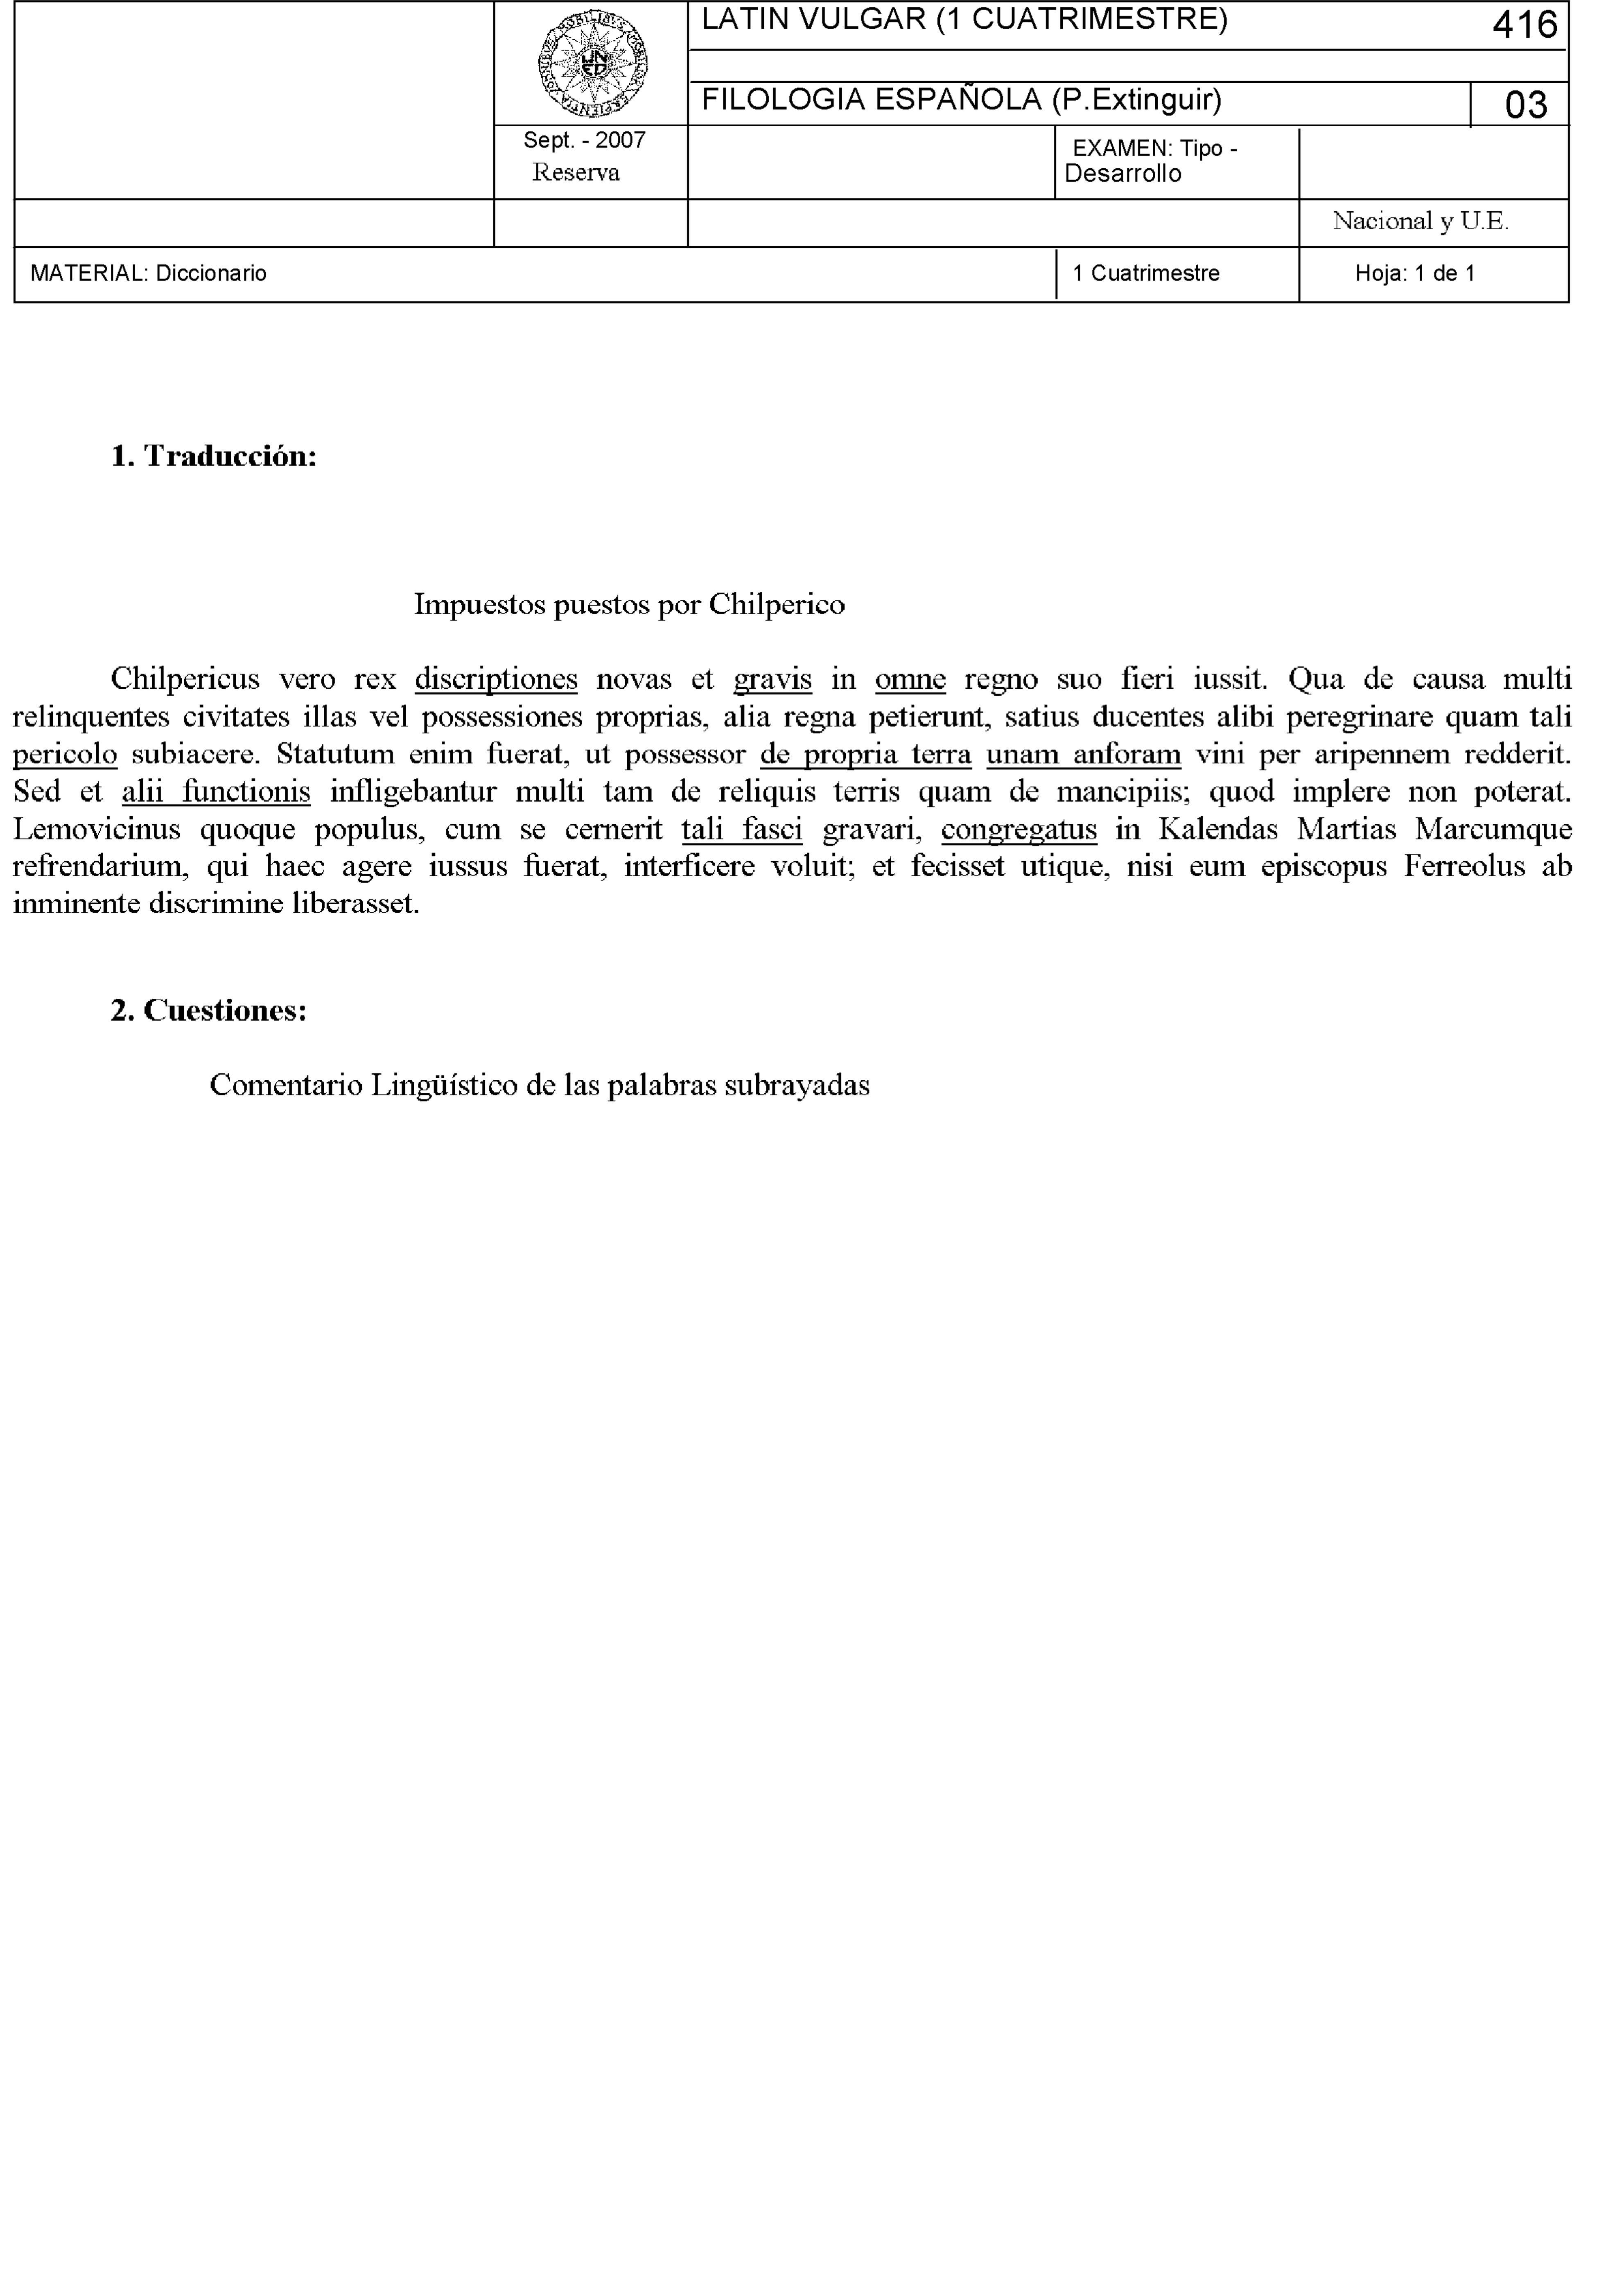 LATIN VULGAR (1 CUATRIMESTRE) 416
FILOLOGIA ESPAÑOLA (P.Extinguir) 03
Sept. - 2007
Reserva
EXAMEN: Tipo -
Desarrollo
Nacional y U.E.
MATERIAL: Diccionario 1 Cuatrimestre Hoja: 1 de 1
1. Traducción:
Impuestos puestos por Chilperico
Chilpericus vero rex discriptiones novas et gravis in omne regno suo fieri iussit. Qua de causa multi
relinquentes civitates illas vel possessiones proprias, alia regna petierunt, satius ducentes alibi peregrinare quam tali
pericolo subiacere. Statutum enim fuerat, ut possessor de propria terra unam anforam vini per aripennem redderit.
Sed et alii functionis infligebantur multi tam de reliquis terris quam de mancipiis; quod implere non poterat.
Lemovicinus quoque populus, cum se cernerit tali fasci gravari, congregatus in Kalendas Martias Marcumque
refrendarium, qui haec agere iussus fuerat, interficere voluit; et fecisset utique, nisi eum episcopus Ferreolus ab
inminente discrimine liberasset.
2. Cuestiones:
Comentario Lingüístico de las palabras subrayadas